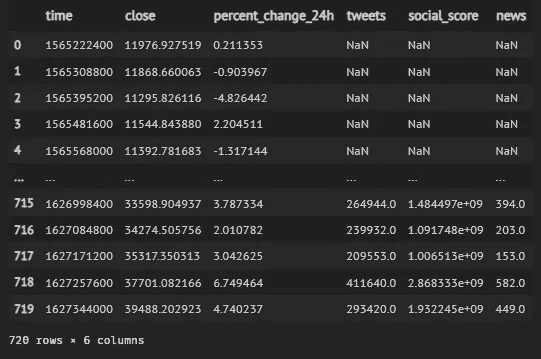 time close percent_change_24h tweets social_score news
0 1565222400 11976.927519 0.211353 NaN NaN NaN
1 1565308800 11868.660063 -0.903967 NaN NaN NaN
2 1565395200 11295.826116 -4.826442 NaN NaN NaN
3 1565481600 11544.843880 2.204511 NaN NaN NaN
4 1565568000 11392.781683 -1.317144 NaN NaN NaN
... ... ... ... ... ... ...
715 1626998400 33598.904937 3.787334 264944.0 1.484497e+09 394.0
716 1627084800 34274.505756 2.010782 239932.0 1.091748e+09 203.0
717 1627171200 35317.350313 3.042625 209553.0 1.006513e+09 153.0
718 1627257600 37701.082166 6.749464 411640.0 2.868333e+09 582.0
719 1627344000 39488.202923 4.740237 293420.0 1.932245e+09 449.0
720 rows × 6 columns